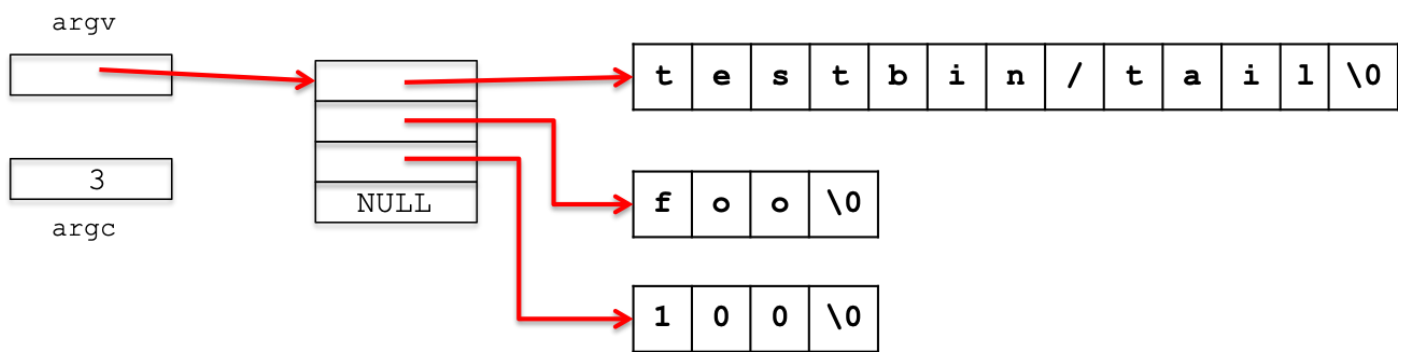 argv
t e s t b i n / t a i l \0
3
NULL
f o o \0
argc
1 0 0 \0